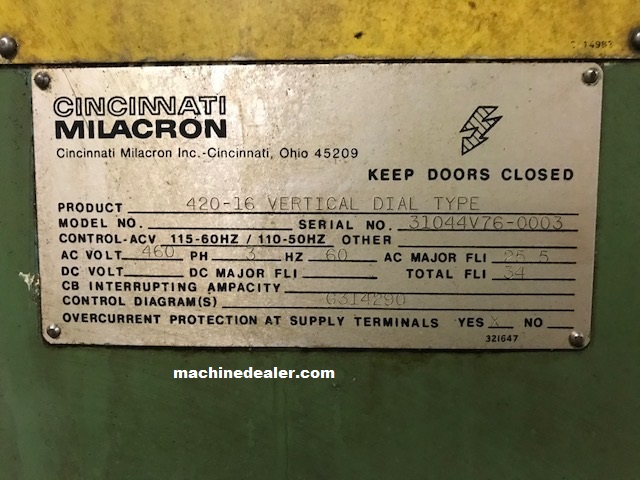 CINCINNATI
MILACRON
Cincinnati Milacron Inc.-Cincinnati, Ohio 45209
KEEP DOORS CLOSED
PRODUCT 420-16 VERTICAL DIAL TYPE
MODEL NO. SERIAL NO. 31044V76-0003
CONTROL-ACV 115-60HZ / 110-50HZ OTHER
AC VOLT 460 PH 3 HZ 60 AC MAJOR FLI 25.5
DC VOLT DC MAJOR FLI TOTAL FLI 34
CB INTERRUPTING AMPACITY
CONTROL DIAGRAM(S) G314290
OVERCURRENT PROTECTION AT SUPPLY TERMINALS YES X NO
321647
machinedealer.com